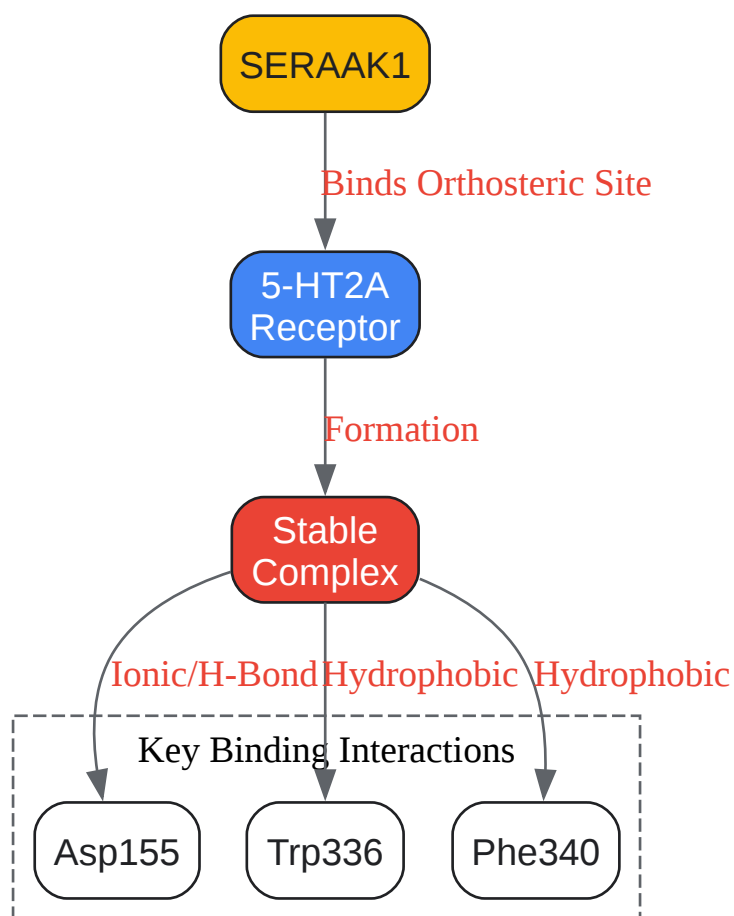 SERAAK1
Binds Orthosteric Site
5-HT2A
Receptor
Formation
Stable
Complex
Ionic/H-Bond
Hydrophobic
Hydrophobic
Key Binding Interactions
Asp155
Trp336
Phe340